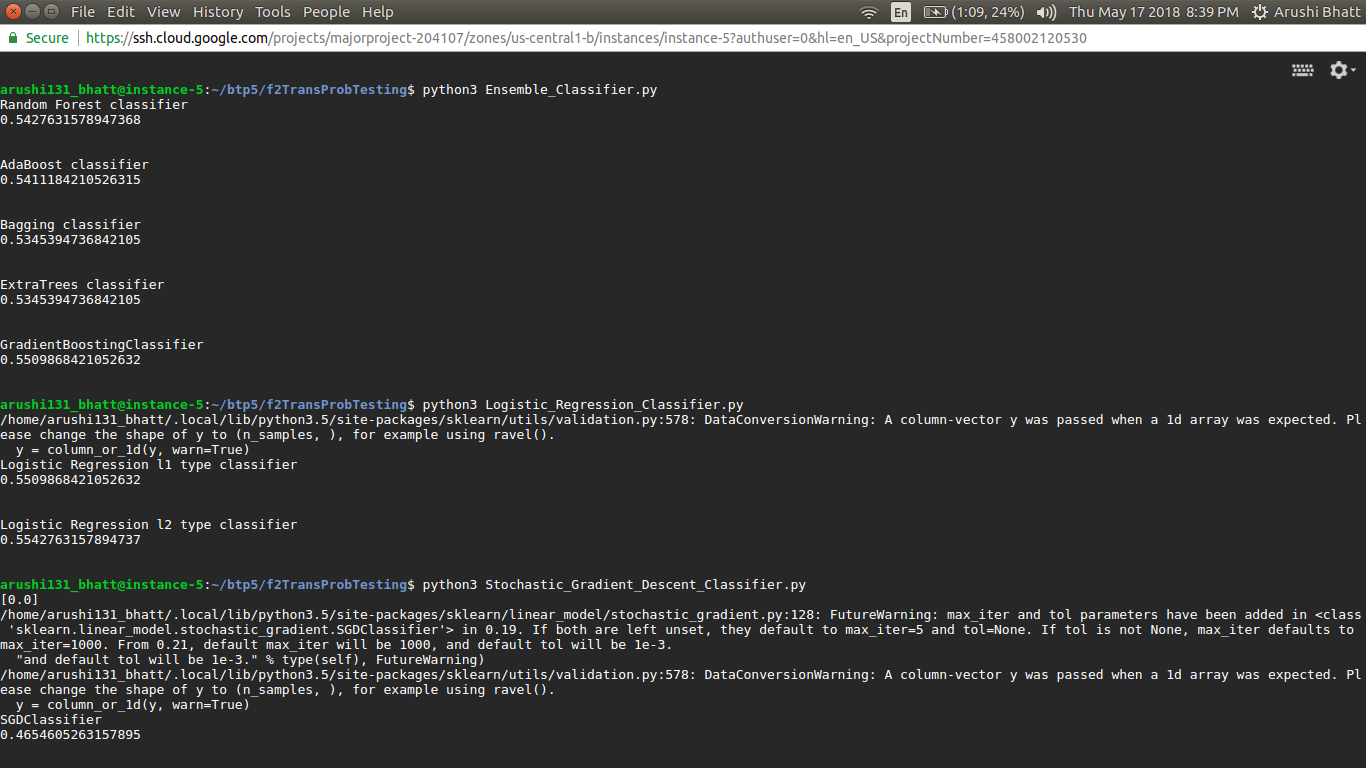 File Edit View History Tools People Help En (1:09, 24%) Thu May 17 2018 8:39 PM Arushi Bhatt
Secure https://ssh.cloud.google.com/projects/majorproject-204107/zones/us-central1-b/instances/instance-5?authuser=0&hl=en_US&projectNumber=458002120530
arushi131_bhatt@instance-5:~/btp5/f2TransProbTesting$ python3 Ensemble_Classifier.py
Random Forest classifier
0.5427631578947368
AdaBoost classifier
0.5411184210526315
Bagging classifier
0.5345394736842105
ExtraTrees classifier
0.5345394736842105
GradientBoostingClassifier
0.5509868421052632
arushi131_bhatt@instance-5:~/btp5/f2TransProbTesting$ python3 Logistic_Regression_Classifier.py
/home/arushi131_bhatt/.local/lib/python3.5/site-packages/sklearn/utils/validation.py:578: DataConversionWarning: A column-vector y was passed when a 1d array was expected. Pl
ease change the shape of y to (n_samples, ), for example using ravel().
  y = column_or_1d(y, warn=True)
Logistic Regression l1 type classifier
0.5509868421052632
Logistic Regression l2 type classifier
0.5542763157894737
arushi131_bhatt@instance-5:~/btp5/f2TransProbTesting$ python3 Stochastic_Gradient_Descent_Classifier.py
[0.0]
/home/arushi131_bhatt/.local/lib/python3.5/site-packages/sklearn/linear_model/stochastic_gradient.py:128: FutureWarning: max_iter and tol parameters have been added in <class
 'sklearn.linear_model.stochastic_gradient.SGDClassifier'> in 0.19. If both are left unset, they default to max_iter=5 and tol=None. If tol is not None, max_iter defaults to
max_iter=1000. From 0.21, default max_iter will be 1000, and default tol will be 1e-3.
  "and default tol will be 1e-3." % type(self), FutureWarning)
/home/arushi131_bhatt/.local/lib/python3.5/site-packages/sklearn/utils/validation.py:578: DataConversionWarning: A column-vector y was passed when a 1d array was expected. Pl
ease change the shape of y to (n_samples, ), for example using ravel().
  y = column_or_1d(y, warn=True)
SGDClassifier
0.4654605263157895